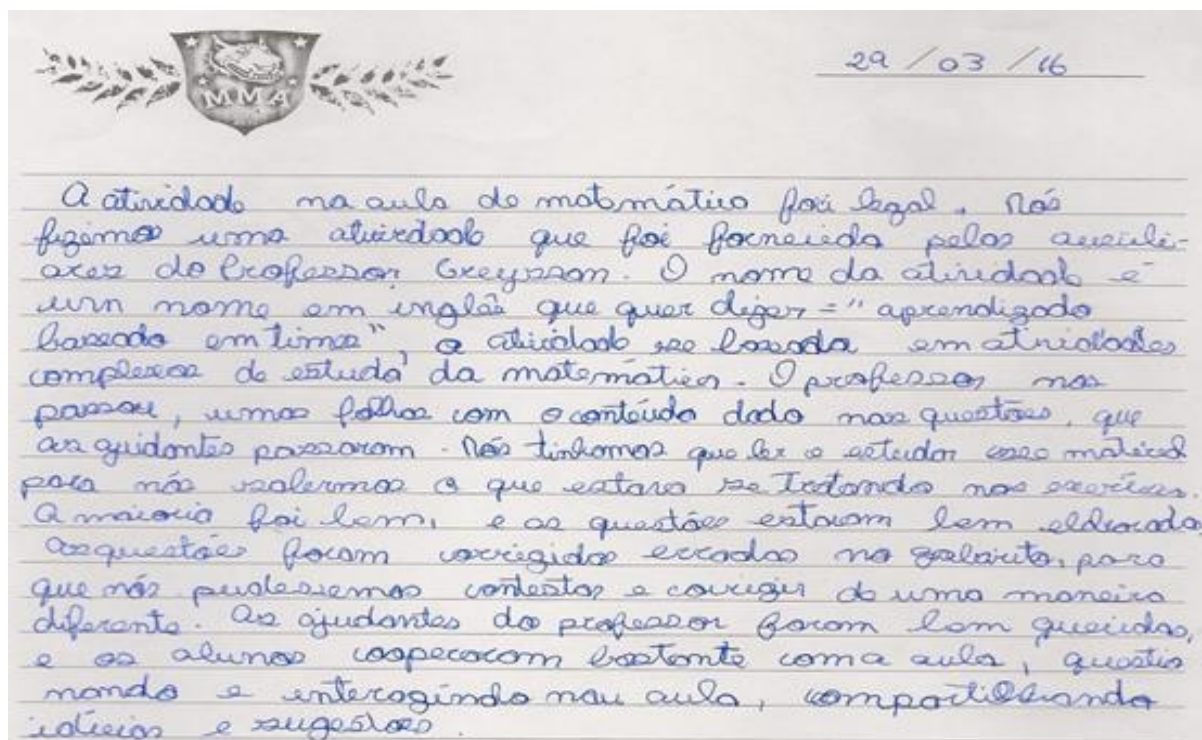 MMA
29/03/16
A atividade na aula de matemática foi legal. Nós
fizemos uma atividade que foi fornecida pelos auxili-
ares do Professor Greysson. O nome da atividade é
um nome em inglês que quer dizer = "aprendizado
baseado em times" a atividade se baseada em atividades
complexas de estudo da matemática. O professor nos
passou, umas folhas com o conteúdo dado nas questões, que
as ajudantes passaram. Nós tinhamos que ler e estudar esse material
para nós sabermos o que estava se tratando nos exercícios.
A maioria foi bem, e as questões estavam bem elaboradas
As questões foram corrigidas erradas no gabarito, para
que nós pudessemos contestar e corrigir de uma maneira
diferente. As ajudantes do professor foram bem queridas,
e os alunos cooperaram bastante com a aula, questio
nando e interagindo na aula, compartilhando
idéias e sugestões.